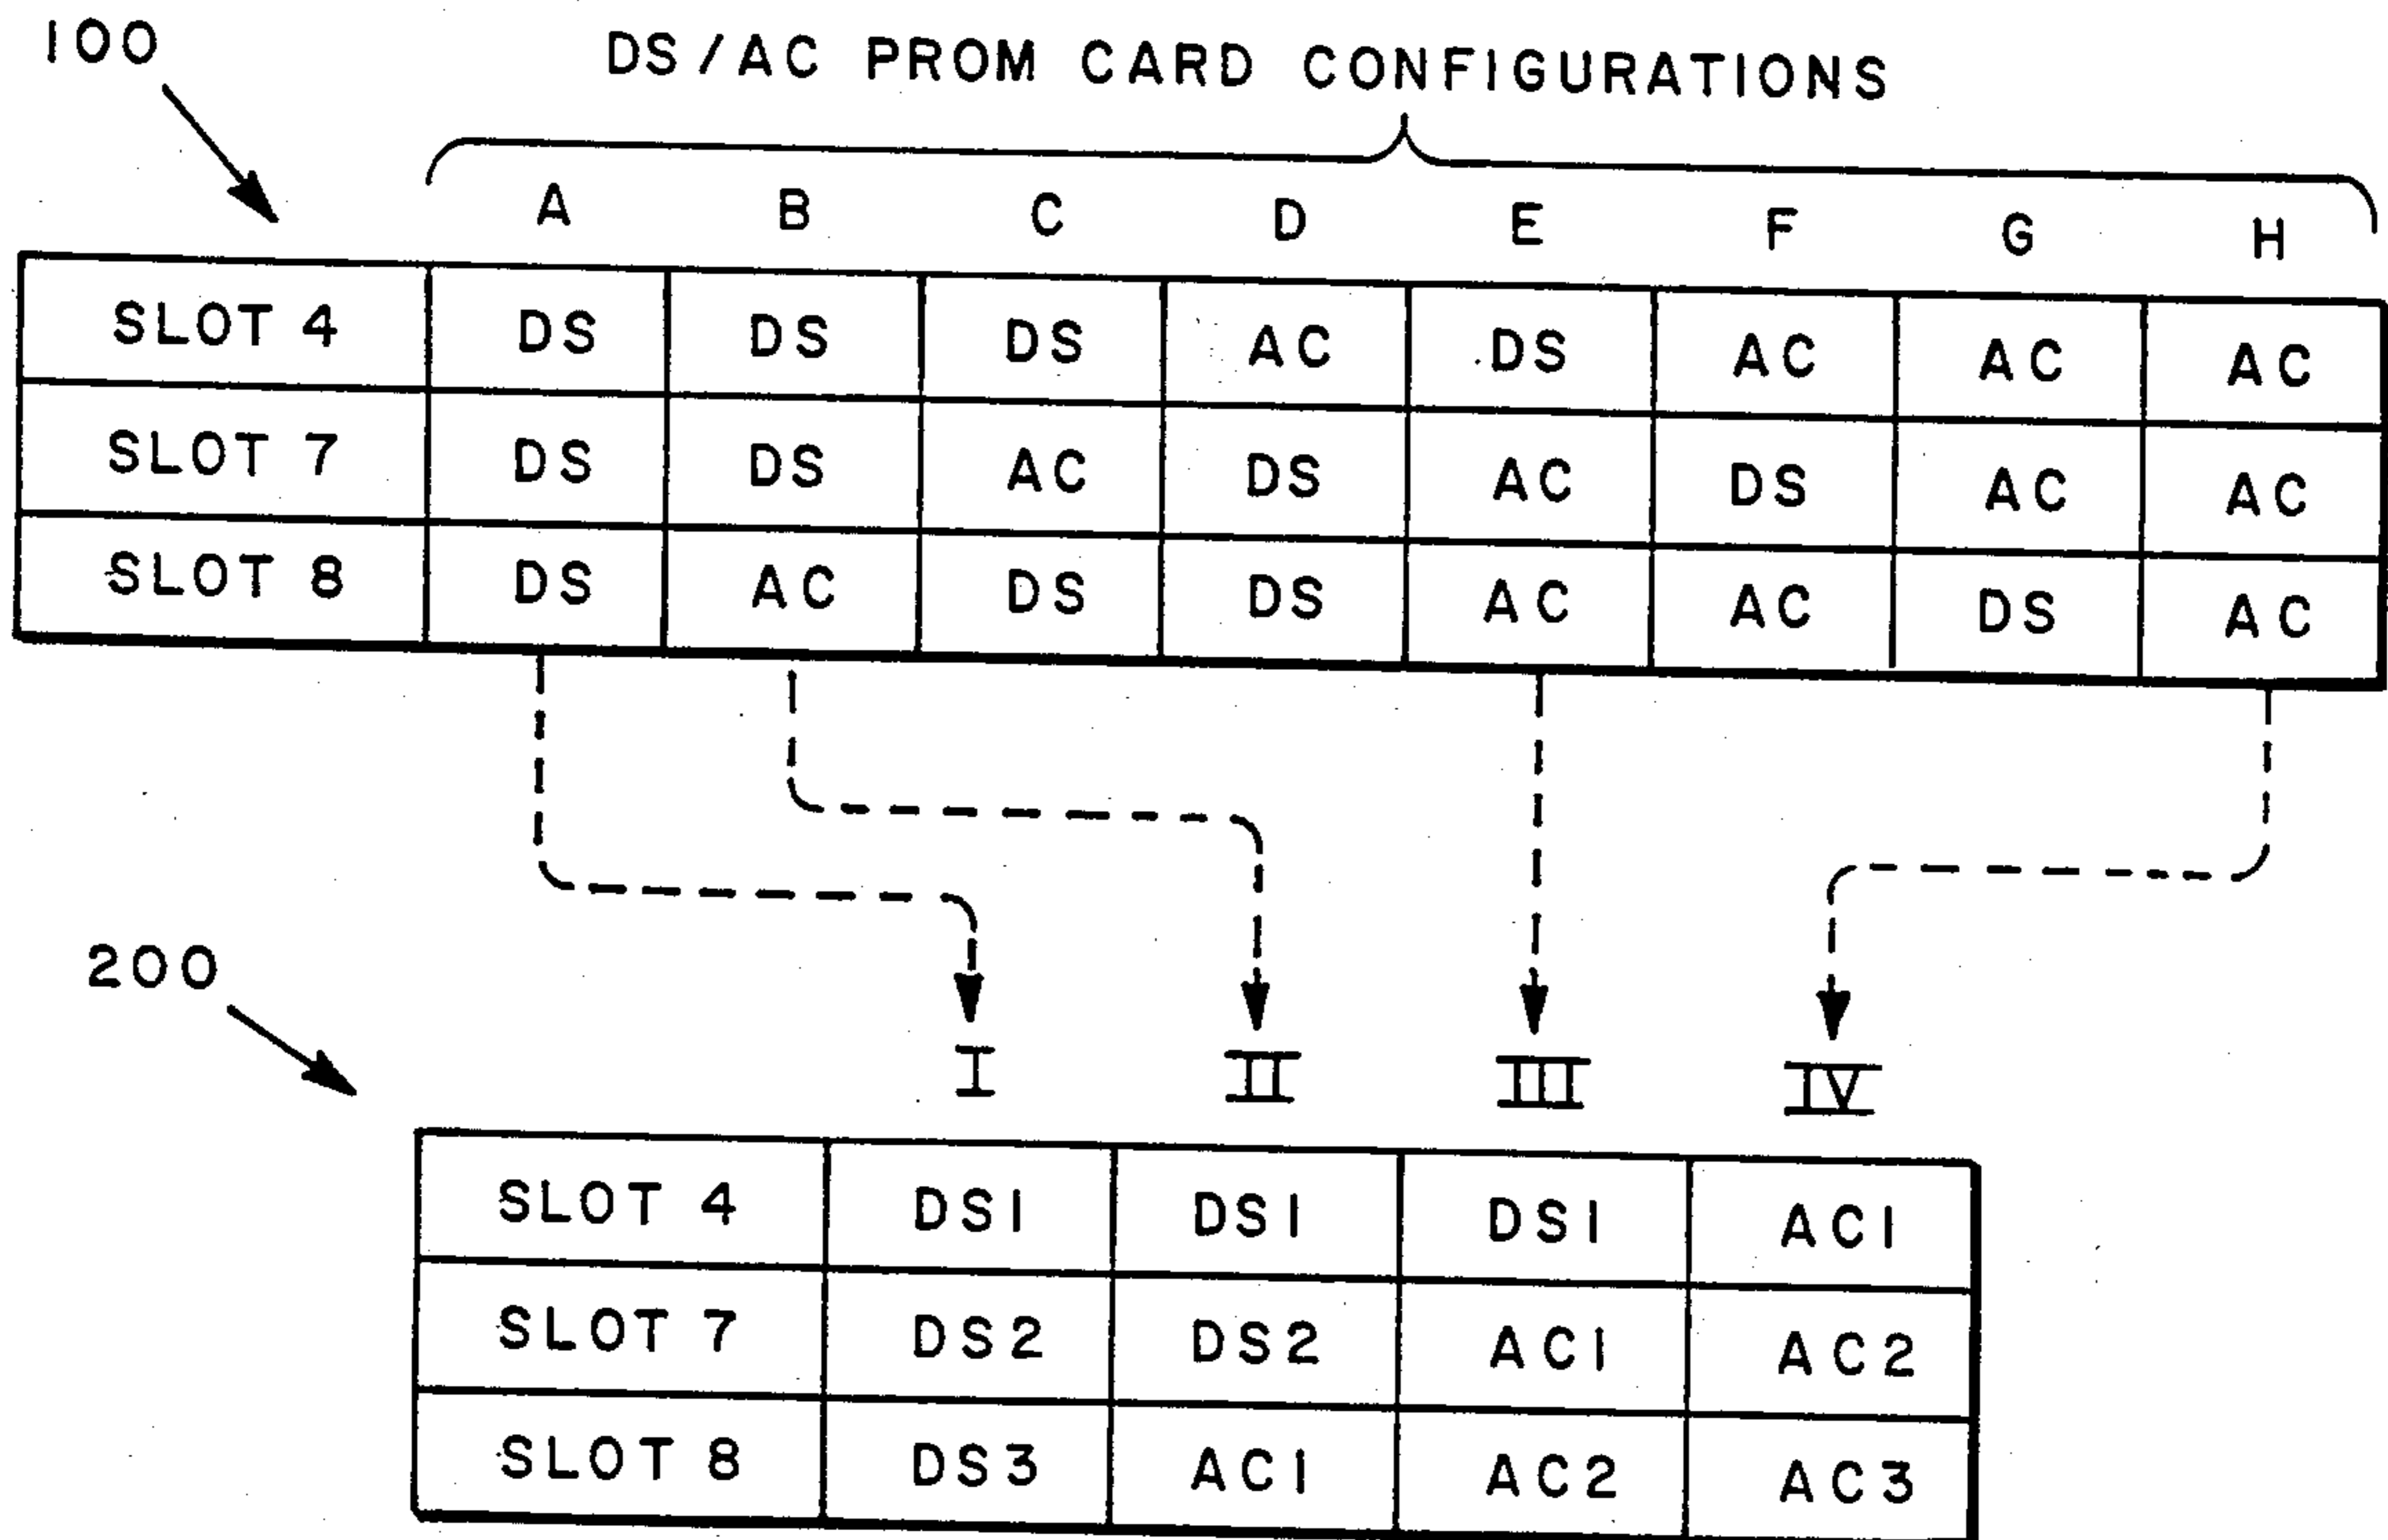 100
DS/AC PROM CARD CONFIGURATIONS
A B C D E F G H
SLOT 4 DS DS DS AC DS AC AC AC
SLOT 7 DS DS AC DS AC DS AC AC
SLOT 8 DS AC DS DS AC AC DS AC
200
I II III IV
SLOT 4 DS1 DS1 DS1 AC1
SLOT 7 DS2 DS2 AC1 AC2
SLOT 8 DS3 AC1 AC2 AC3